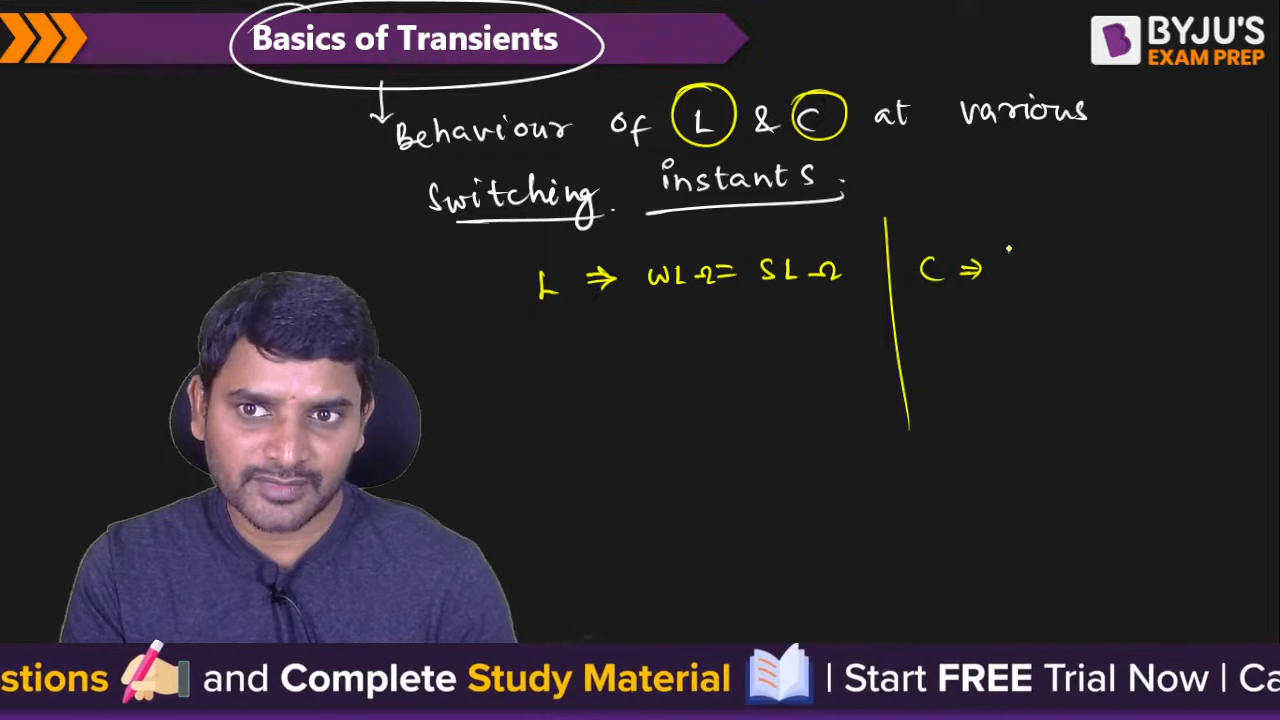 Basics of Transients
BYJU'S
EXAM PREP
Behaviour of L & C at various
switching instants.
L ⇒ ωL Ω = SL Ω
C ⇒
stions and Complete Study Material | Start FREE Trial Now | Ca